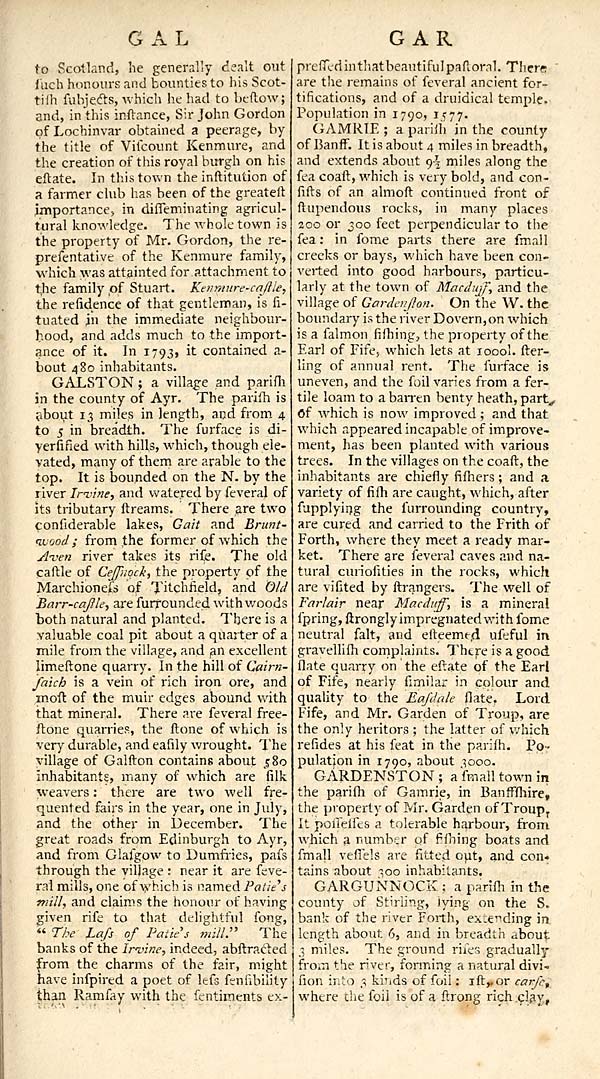 GAL
to Scotland, he generally dealt out
ſuch honours and bounties to his Scot-
tiſh ſubjects, which he had to beſtow;
and, in this inſtance, Sir John Gordon
of Lochinvar obtained a peerage, by
the title of Viſcount Kenmure, and
the creation of this royal burgh on his
eſtate. In this town the inſtitution of
a farmer club has been of the greateſt
importance, in diſſeminating agricul-
tural knowledge. The whole town is
the property of Mr. Gordon, the re-
preſentative of the Kenmure family,
which was attainted for attachment to
the family of Stuart. Kenmure-caſtle,
the reſidence of that gentleman, is ſi-
tuated in the immediate neighbour-
hood, and adds much to the import-
ance of it. In 1793, it contained a-
bout 480 inhabitants.
GALSTON; a village and pariſh
in the county of Ayr. The pariſh is
about 13 miles in length, and from 4
to 5 in breadth. The ſurface is di-
verſified with hills, which, though ele-
vated, many of them are arable to the
top. It is bounded on the N. by the
river Irvine, and watered by ſeveral of
its tributary ſtreams. There are two
conſiderable lakes, Gait and Brunt-
wood; from the former of which the
Aven river takes its riſe. The old
caſtle of Ceſſnock, the property of the
Marchioneſs of Titchfield, and Old
Barr-caſtle, are ſurrounded with woods
both natural and planted. There is a
valuable coal pit about a quarter of a
mile from the village, and an excellent
limeſtone quarry. In the hill of Cairn-
ſaich is a vein of rich iron ore, and
moſt of the muir edges abound with
that mineral. There are ſeveral free-
ſtone quarries, the ſtone of which is
very durable, and eaſily wrought. The
village of Galſton contains about 580
inhabitants, many of which are ſilk
weavers: there are two well fre-
quented fairs in the year, one in July,
and the other in December. The
great roads from Edinburgh to Ayr,
and from Glaſgow to Dumfries, paſs
through the village: near it are ſeve-
ral mills, one of which is named Patie's
mill, and claims the honour of having
given riſe to that delightful ſong,
" The Laſs of Patie's mill." The
banks of the Irvine, indeed, abſtracted
from the charms of the fair, might
have inſpired a poet of leſs ſenſibility
than Ramſay with the ſentiments ex-
GAR
preſſed in that beautiful paſtoral. There
are the remains of ſeveral ancient for-
tifications, and of a druidical temple.
Population in 1790, 1577.
GAMRIE; a pariſh in the county
of Banff. It is about 4 miles in breadth,
and extends about 9½ miles along the
ſea coaſt, which is very bold, and con-
ſiſts of an almoſt continued front of
ſtupendous rocks, in many places
200 or 300 feet perpendicular to the
ſea: in ſome parts there are ſmall
creeks or bays, which have been con-
verted into good harbours, particu-
larly at the town of Macduff, and the
village of Gardenſton. On the W. the
boundary is the river Dovern, on which
is a ſalmon fiſhing, the property of the
Earl of Fife, which lets at 1000l. ſter-
ling of annual rent. The ſurface is
uneven, and the ſoil varies from a fer-
tile loam to a barren benty heath, part
of which is now improved; and that
which appeared incapable of improve-
ment, has been planted with various
trees. In the villages on the coaſt, the
inhabitants are chiefly fiſhers; and a
variety of fiſh are caught, which, after
ſupplying the ſurrounding country,
are cured and carried to the Frith of
Forth, where they meet a ready mar-
ket. There are ſeveral caves and na-
tural curioſities in the rocks, which
are viſited by ſtrangers. The well of
Farlair near Macduff, is a mineral
ſpring, ſtrongly impregnated with ſome
neutral ſalt, and eſteemed uſeful in
gravelliſh complaints. There is a good
ſlate quarry on the eſtate of the Earl
of Fife, nearly ſimilar in colour and
quality to the Eaſdale ſlate. Lord
Fife, and Mr. Garden of Troup, are
the only heritors; the latter of which
reſides at his ſeat in the pariſh. Po-
pulation in 1790, about 3000.
GARDENSTON; a ſmall town in
the pariſh of Gamrie, in Banffſhire,
the property of Mr. Garden of Troup.
It poſſeſſes a tolerable harbour, from
which a number of fiſhing boats and
ſmall veſſels are fitted out, and con-
tains about 300 inhabitants.
GARGUNNOCK; a pariſh in the
county of Stirling, lying on the S.
bank of the river Forth, extending in
length about 6, and in breadth about
3 miles. The ground riſes gradually
from the river, forming a natural divi-
ſion into 3 kinds of ſoil: 1ſt, or carſe,
where the ſoil is of a ſtrong rich clay,